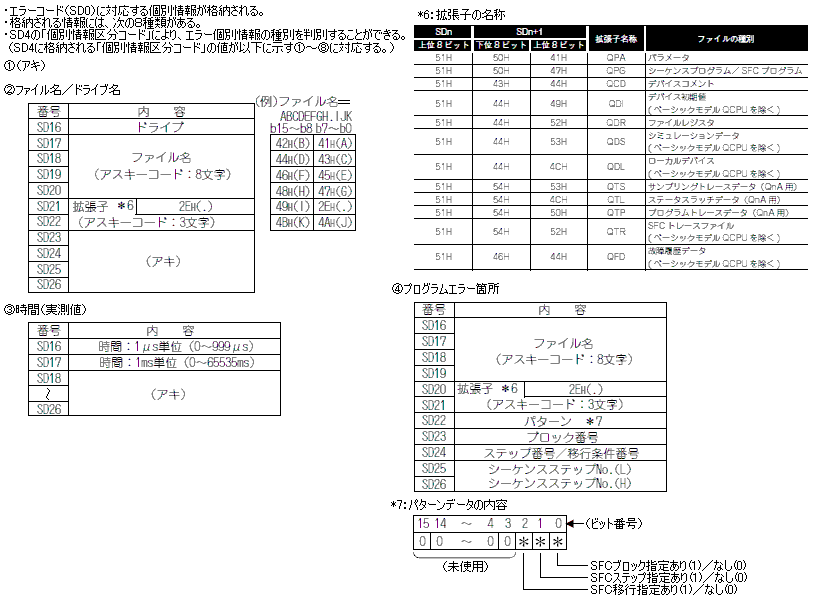 ・エラーコード(SD0)に対応する個別情報が格納される。
・格納される情報には、次の8種類がある。
・SD4の「個別情報区分コード」により、エラー個別情報の種別を判別することができる。
(SD4に格納される「個別情報区分コード」の値が以下に示す①～⑧に対応する。)
①(アキ)
②ファイル名／ドライブ名
番号 内 容
SD16 ドライブ
SD17
SD18 ファイル名
SD19 (アスキーコード：8文字)
SD20
SD21 拡張子 *6 2EH(.)
SD22 (アスキーコード：3文字)
SD23
SD24 (アキ)
SD25
SD26
(例)ファイル名＝
ABCDEFGH.IJK
b15～b8 b7～b0
42H(B) 41H(A)
44H(D) 43H(C)
46H(F) 45H(E)
48H(H) 47H(G)
49H(I) 2EH(.)
4BH(K) 4AH(J)
③時間(実測値)
番号 内 容
SD16 時間：1μs単位(0～999μs)
SD17 時間：1ms単位(0～65535ms)
SD18
～ (アキ)
SD26
*6:拡張子の名称
SDn SDn+1 拡張子名称 ファイルの種別
上位8ビット 下位8ビット 上位8ビット
51H 50H 41H QPA パラメータ
51H 50H 47H QPG シーケンスプログラム／SFCプログラム
51H 43H 44H QCD デバイスコメント
51H 44H 49H QDI デバイス初期値
(ベーシックモデルQCPUを除く)
51H 44H 52H QDR ファイルレジスタ
51H 44H 53H QDS シミュレーションデータ
(ベーシックモデルQCPUを除く)
51H 44H 4CH QDL ローカルデバイス
(ベーシックモデルQCPUを除く)
51H 54H 53H QTS サンプリングトレースデータ(QnA用)
51H 54H 4CH QTL ステータスラッチデータ(QnA用)
51H 54H 50H QTP プログラムトレースデータ(QnA用)
51H 54H 52H QTR SFCトレースファイル
(ベーシックモデルQCPUを除く)
51H 46H 44H QFD 故障履歴データ
(ベーシックモデルQCPUを除く)
④プログラムエラー箇所
番号 内 容
SD16
SD17 ファイル名
SD18 (アスキーコード：8文字)
SD19
SD20 拡張子 *6 2EH(.)
SD21 (アスキーコード：3文字)
SD22 パターン *7
SD23 ブロック番号
SD24 ステップ番号／移行条件番号
SD25 シーケンスステップNo.(L)
SD26 シーケンスステップNo.(H)
*7:パターンデータの内容
15 14 ～ 4 3 2 1 0 (ビット番号)
0 0 ～ 0 0 * * *
(未使用)
SFCブロック指定あり(1)／なし(0)
SFCステップ指定あり(1)／なし(0)
SFC移行指定あり(1)／なし(0)